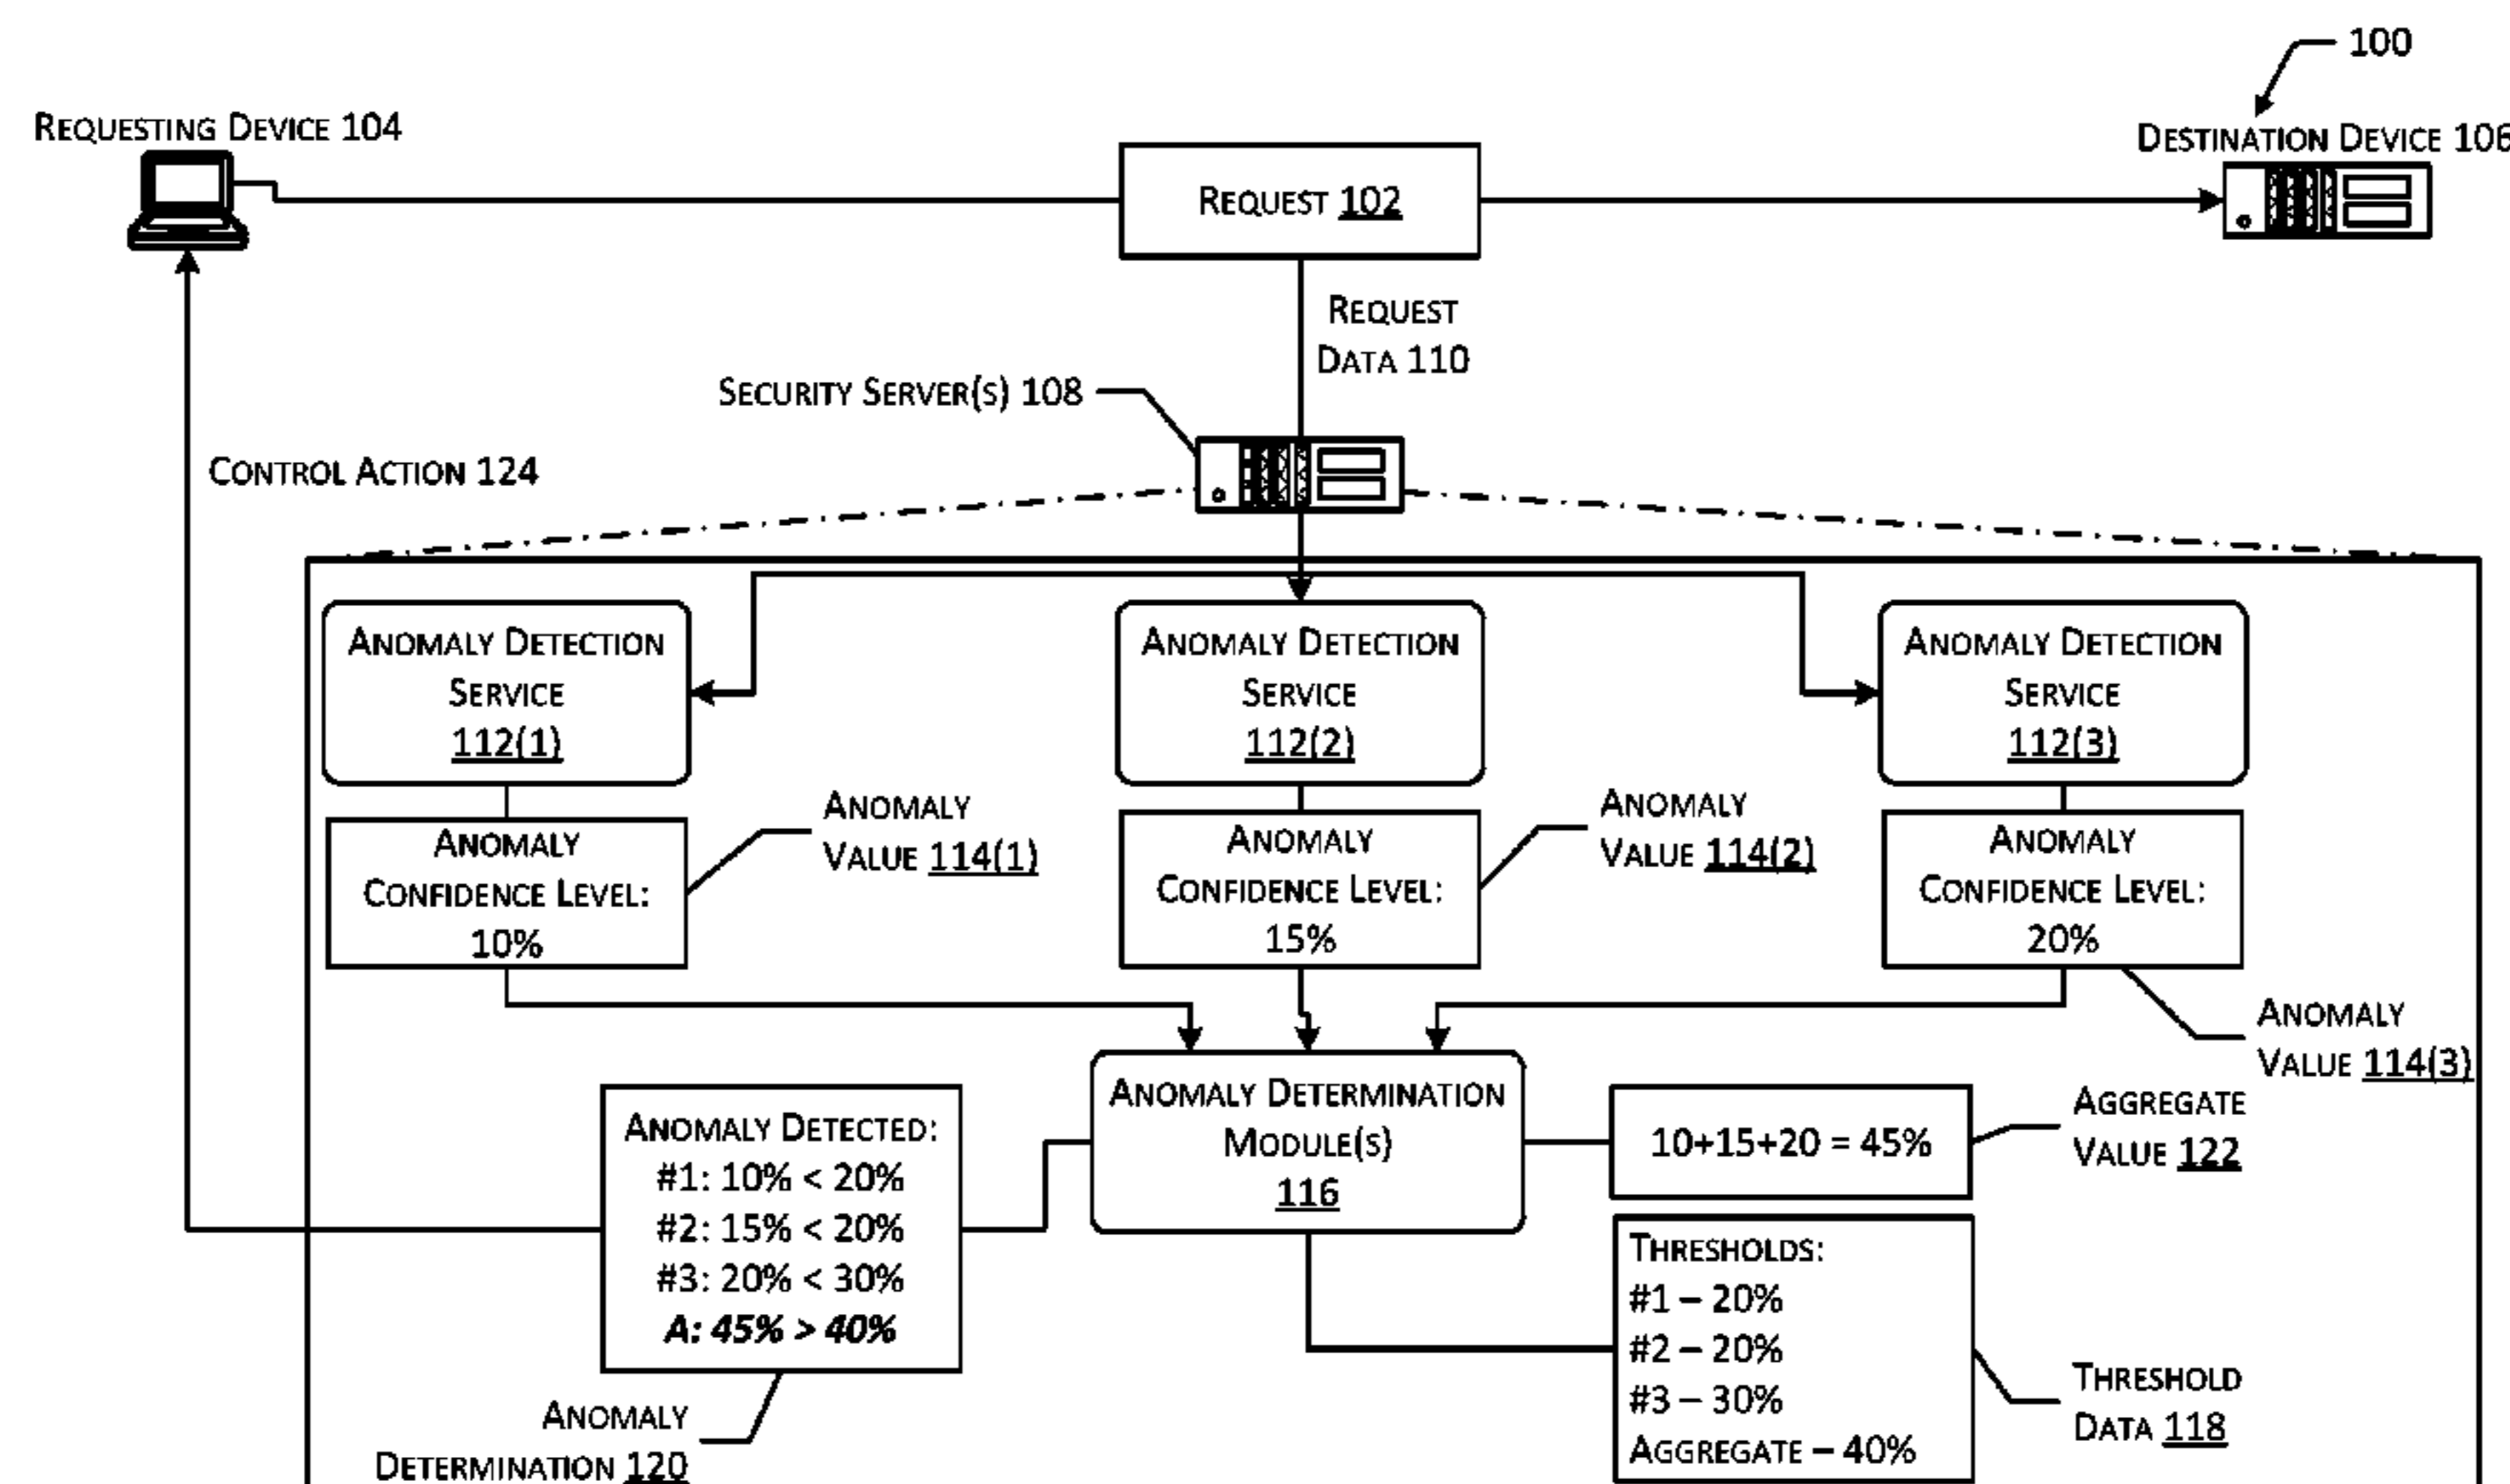 100
Requesting Device 104
Destination Device 106
Request 102
Request
Data 110
Security Server(s) 108
Control Action 124
Anomaly Detection
Service
112(1)
Anomaly Detection
Service
112(2)
Anomaly Detection
Service
112(3)
Anomaly
Confidence Level:
10%
Anomaly
Value 114(1)
Anomaly
Confidence Level:
15%
Anomaly
Value 114(2)
Anomaly
Confidence Level:
20%
Anomaly
Value 114(3)
Anomaly Detected:
#1: 10% < 20%
#2: 15% < 20%
#3: 20% < 30%
A: 45% > 40%
Anomaly Determination
Module(s)
116
10+15+20 = 45%
Aggregate
Value 122
Thresholds:
#1 – 20%
#2 – 20%
#3 – 30%
Aggregate – 40%
Threshold
Data 118
Anomaly
Determination 120